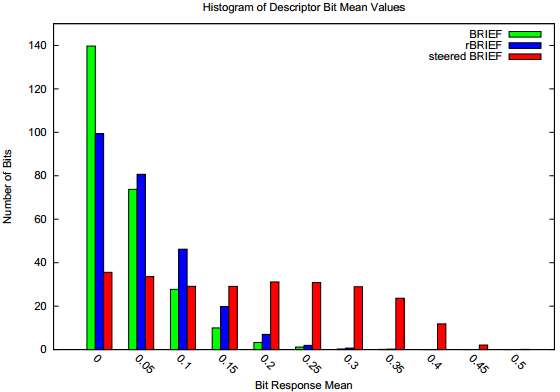 Histogram of Descriptor Bit Mean Values
BRIEF
rBRIEF
steered BRIEF
Number of Bits
140
120
100
80
60
40
20
0
0 0.05 0.1 0.15 0.2 0.25 0.3 0.35 0.4 0.45 0.5
Bit Response Mean